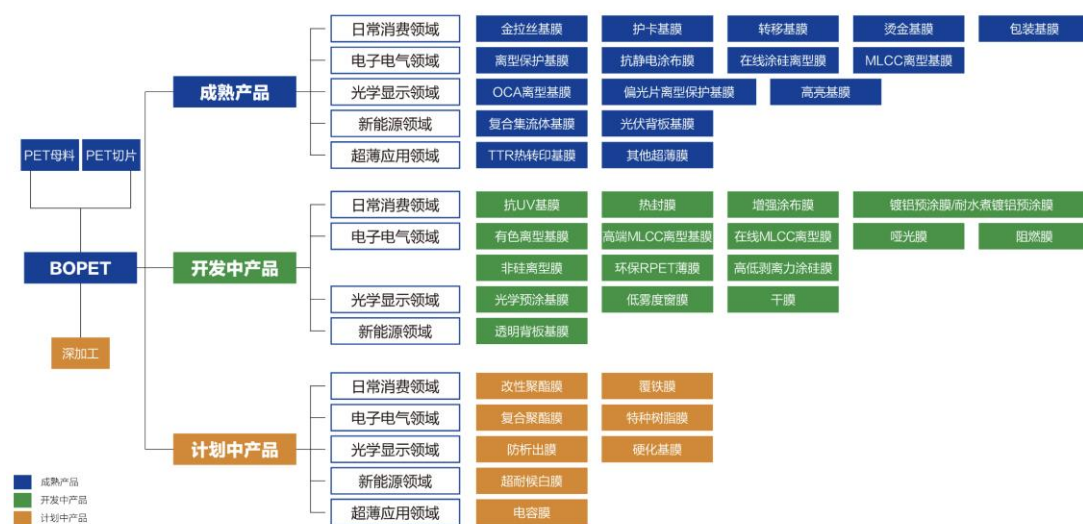 日常消费领域 金拉丝基膜 护卡基膜 转移基膜 烫金基膜 包装基膜
电子电气领域 离型保护基膜 抗静电涂布膜 在线涂硅离型膜 MLCC离型基膜
成熟产品
光学显示领域 OCA离型基膜 偏光片离型保护基膜 高亮基膜
新能源领域 复合集流体基膜 光伏背板基膜
超薄应用领域 TTR热转印基膜 其他超薄膜
PET母料 PET切片
BOPET
深加工
日常消费领域 抗UV基膜 热封膜 增强涂布膜 镀铝预涂膜/耐水煮镀铝预涂膜
电子电气领域 有色离型基膜 高端MLCC离型基膜 在线MLCC离型膜 哑光膜 阻燃膜
开发中产品
非硅离型膜 环保RPET薄膜 高低剥离力涂硅膜
光学显示领域 光学预涂基膜 低雾度窗膜 干膜
新能源领域 透明背板基膜
日常消费领域 改性聚酯膜 覆铁膜
电子电气领域 复合聚酯膜 特种树脂膜
计划中产品
光学显示领域 防析出膜 硬化基膜
新能源领域 超耐候白膜
超薄应用领域 电容膜
成熟产品
开发中产品
计划中产品